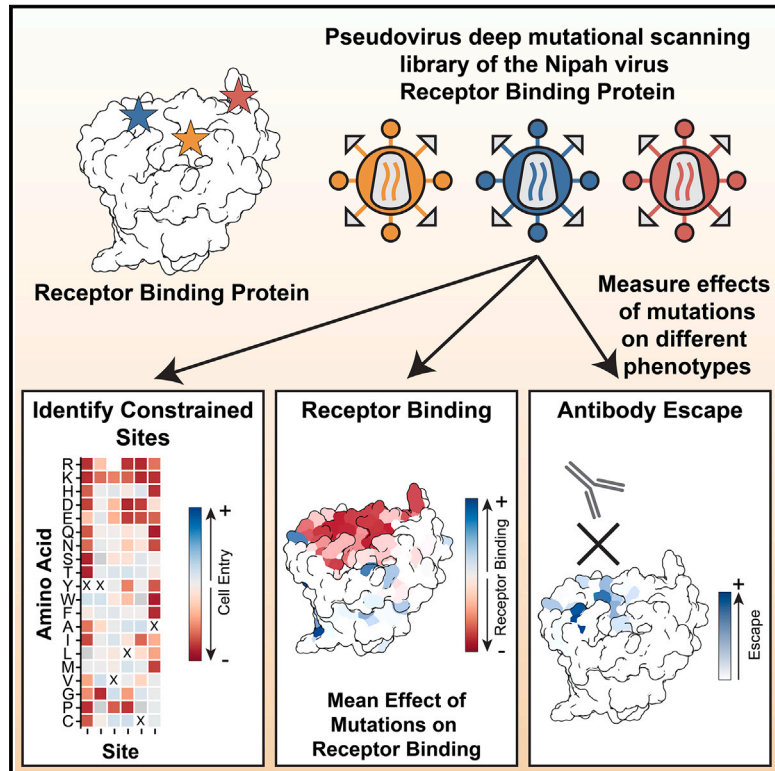 Pseudovirus deep mutational scanning
library of the Nipah virus
Receptor Binding Protein
Receptor Binding Protein
Measure effects
of mutations
on different
phenotypes
Identify Constrained
Sites
Amino Acid
R
K
H
D
E
Q
N
S
T
Y
W
F
A
I
L
M
V
G
P
C
X X
X
X
X
X
Site
+
Cell Entry
-
Receptor Binding
+
Receptor Binding
-
Mean Effect of
Mutations on
Receptor Binding
Antibody Escape
+
Escape